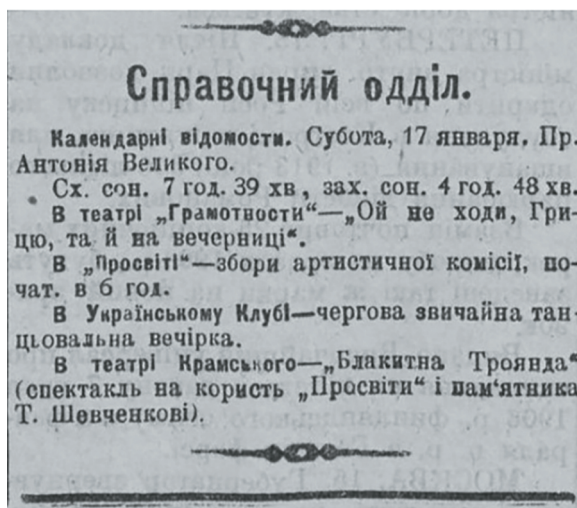 Справочний одділ.
Календарні відомости. Субота, 17 января. Пр.
Антонія Великого.
Сх. сон. 7 год. 39 хв., зах. сон. 4 год. 48 хв.
В театрі „Грамотности“—„Ой не ходи, Гри-
цю, та й на вечерниці“.
В „Просвіті“—збори артистичної комісії, по-
чат. в 6 год.
В Українському Клубі—чергова звичайна тан-
цьовальна вечірка.
В театрі Крамського—„Блакитна Троянда“
(спектакль на користь „Просвіти“ і пам'ятника
Т. Шевченкові).